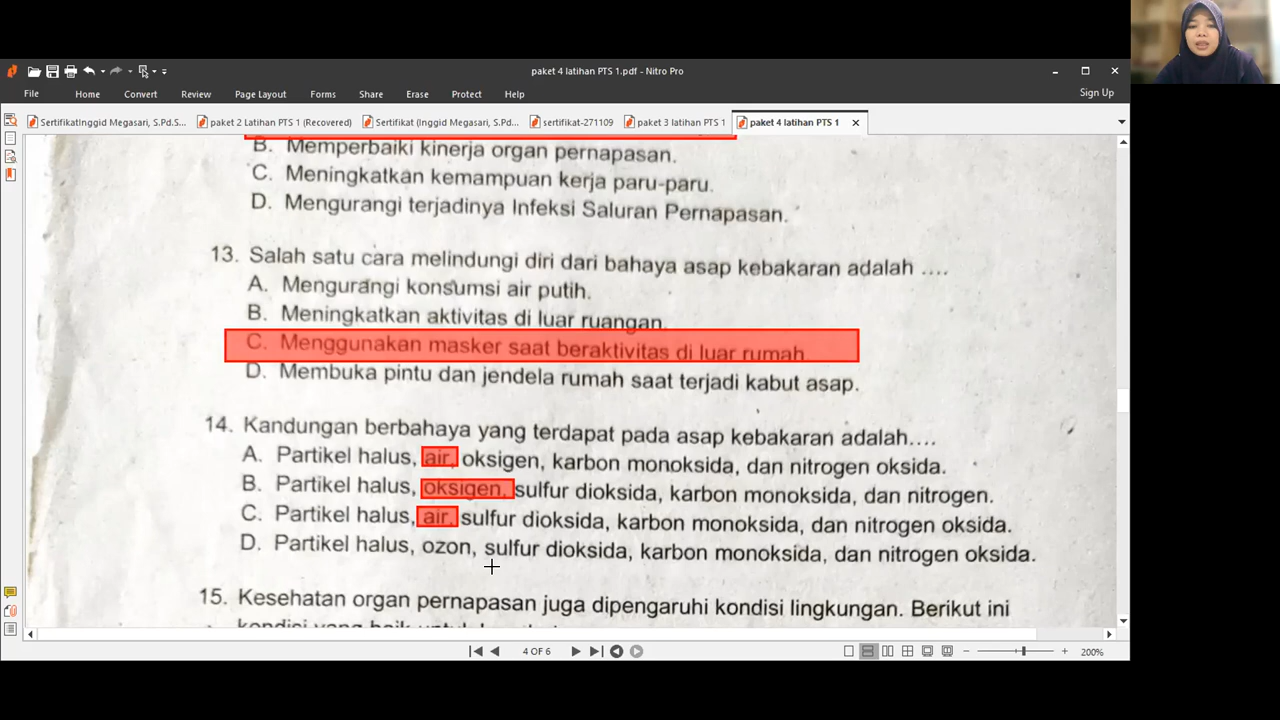 paket 4 latihan PTS 1.pdf - Nitro Pro
File Home Convert Review Page Layout Forms Share Erase Protect Help
Sign Up
SertifikatInggid Megasari, S.Pd.S... paket 2 Latihan PTS 1 (Recovered) Sertifikat (Inggid Megasari, S.Pd... sertifikat-271109 paket 3 latihan PTS 1 paket 4 latihan PTS 1
B. Memperbaiki kinerja organ pernapasan.
C. Meningkatkan kemampuan kerja paru-paru.
D. Mengurangi terjadinya Infeksi Saluran Pernapasan.
13. Salah satu cara melindungi diri dari bahaya asap kebakaran adalah ....
A. Mengurangi konsumsi air putih.
B. Meningkatkan aktivitas di luar ruangan.
C. Menggunakan masker saat beraktivitas di luar rumah
D. Membuka pintu dan jendela rumah saat terjadi kabut asap.
14. Kandungan berbahaya yang terdapat pada asap kebakaran adalah....
A. Partikel halus, air, oksigen, karbon monoksida, dan nitrogen oksida.
B. Partikel halus, oksigen, sulfur dioksida, karbon monoksida, dan nitrogen.
C. Partikel halus, air, sulfur dioksida, karbon monoksida, dan nitrogen oksida.
D. Partikel halus, ozon, sulfur dioksida, karbon monoksida, dan nitrogen oksida.
15. Kesehatan organ pernapasan juga dipengaruhi kondisi lingkungan. Berikut ini
4 OF 6
200%